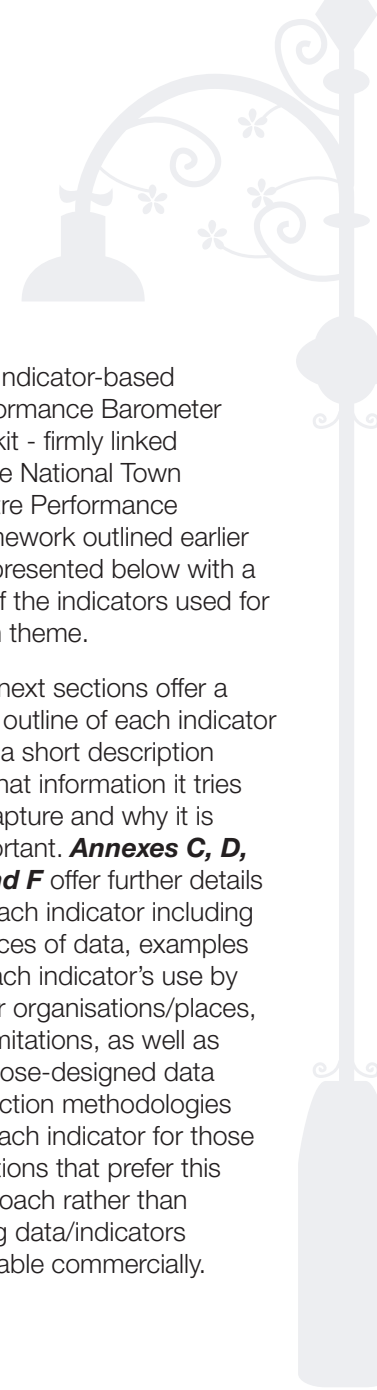 ndicator-based
ormance Barometer
kit - firmly linked
e National Town
tre Performance
nework outlined earlier
presented below with a
f the indicators used for
n theme.
next sections offer a
outline of each indicator
a short description
hat information it tries
apture and why it is
ortant. Annexes C, D,
nd F offer further details
ach indicator including
ces of data, examples
ach indicator’s use by
r organisations/places,
mitations, as well as
ose-designed data
ction methodologies
ach indicator for those
tions that prefer this
oach rather than
g data/indicators
able commercially.